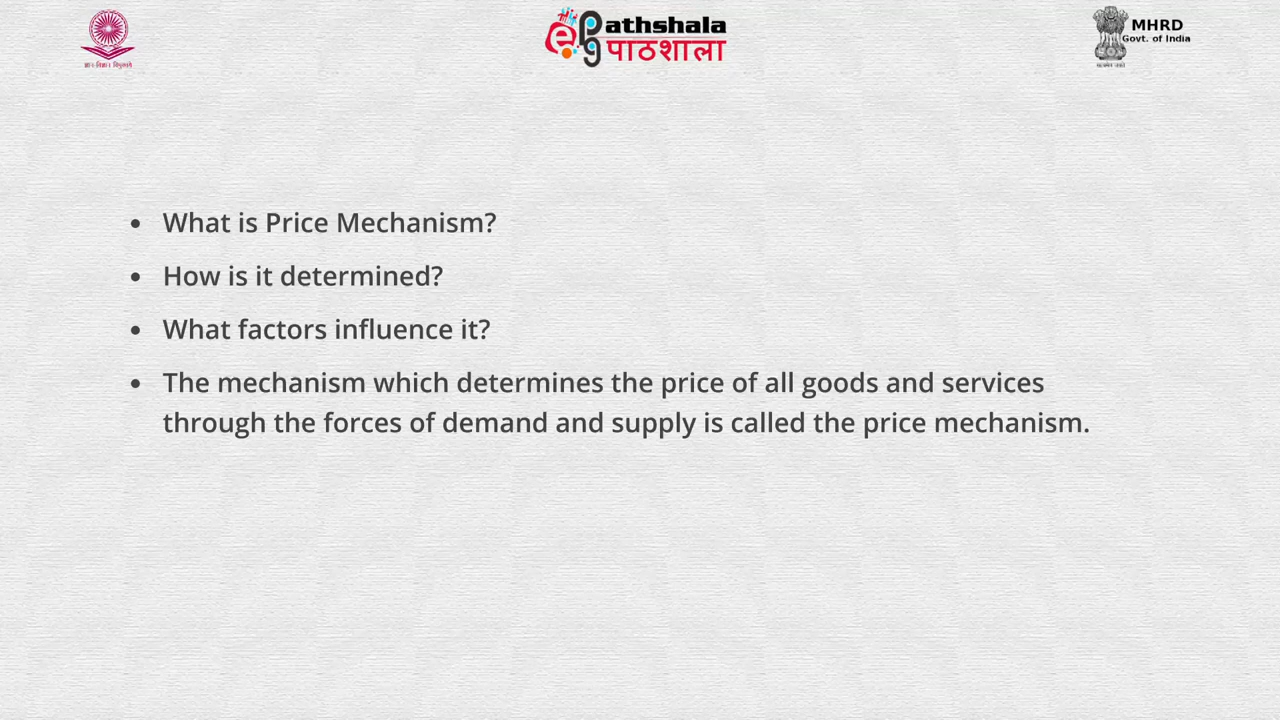 ePG athshala
पाठशाला
MHRD
Govt. of India
• What is Price Mechanism?
• How is it determined?
• What factors influence it?
• The mechanism which determines the price of all goods and services
through the forces of demand and supply is called the price mechanism.